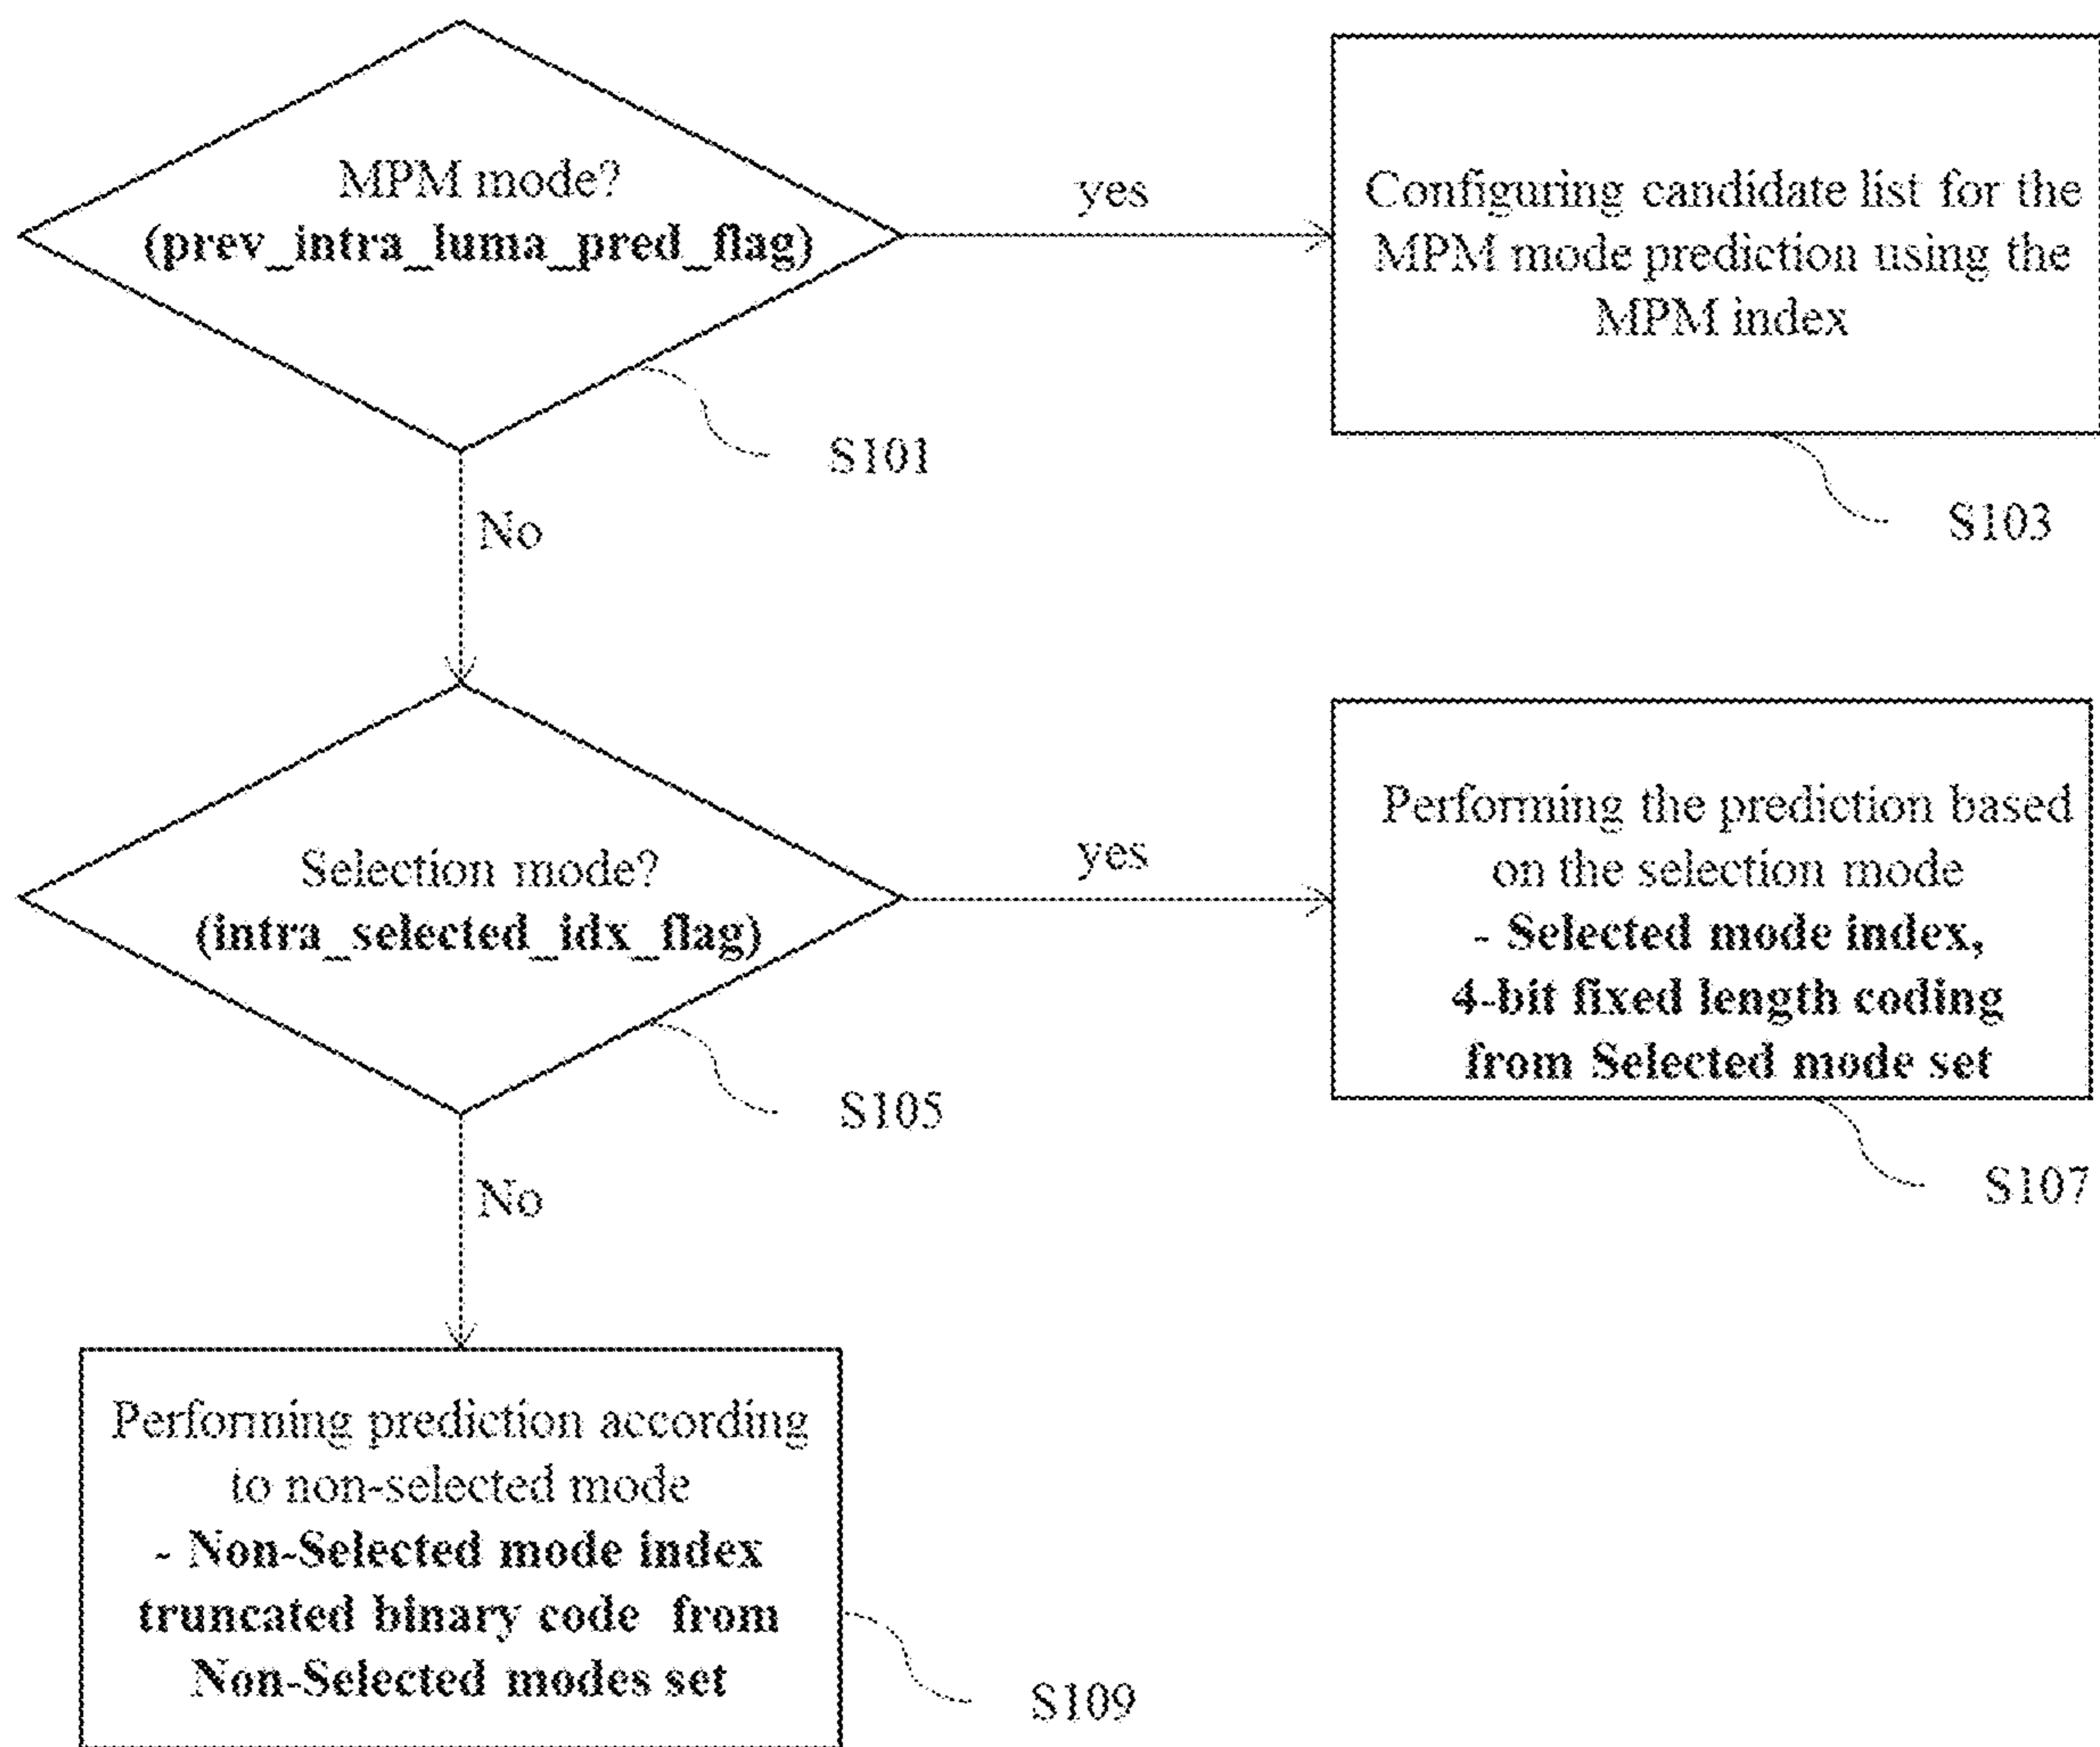 MPM mode?
(prev_intra_luma_pred_flag)
yes
Configuring candidate list for the
MPM mode prediction using the
MPM index
S101
S103
No
Selection mode?
(intra_selected_idx_flag)
yes
Performing the prediction based
on the selection mode
- Selected mode index,
4-bit fixed length coding
from Selected mode set
S105
S107
No
Performing prediction according
to non-selected mode
- Non-Selected mode index
truncated binary code from
Non-Selected modes set
S109